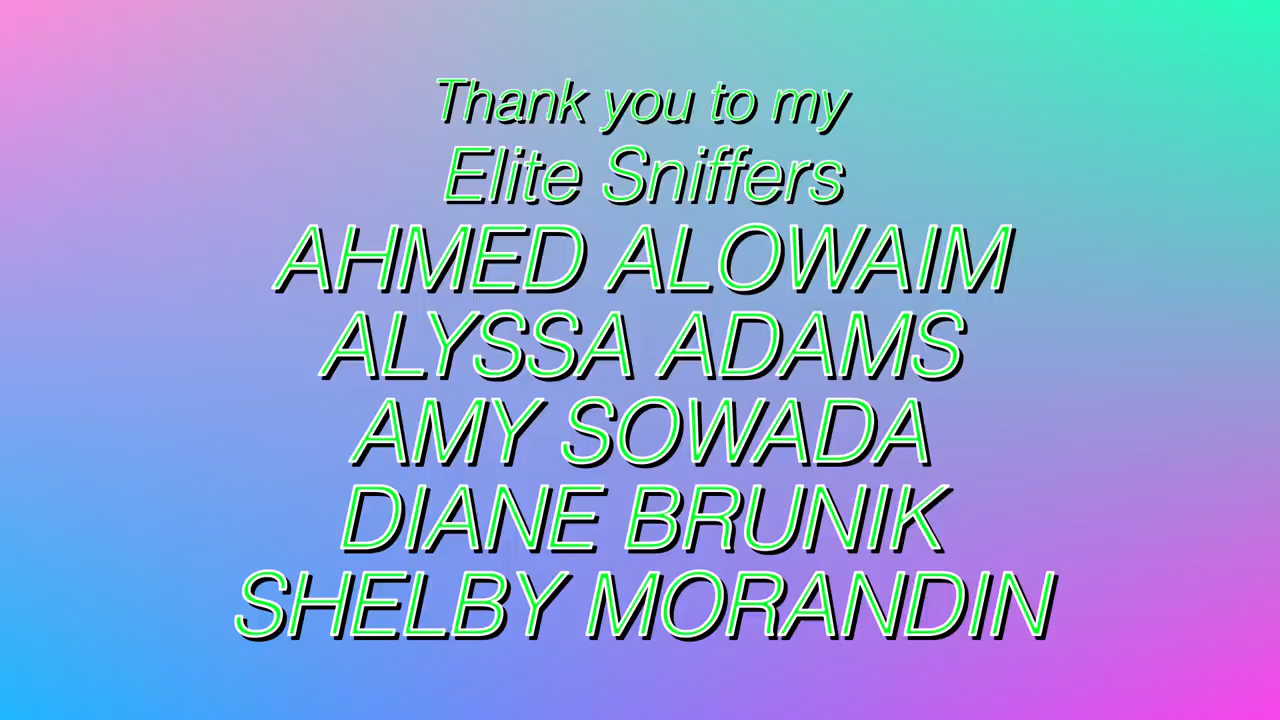 Thank you to my
Elite Sniffers
AHMED ALOWAIM
ALYSSA ADAMS
AMY SOWADA
DIANE BRUNIK
SHELBY MORANDIN